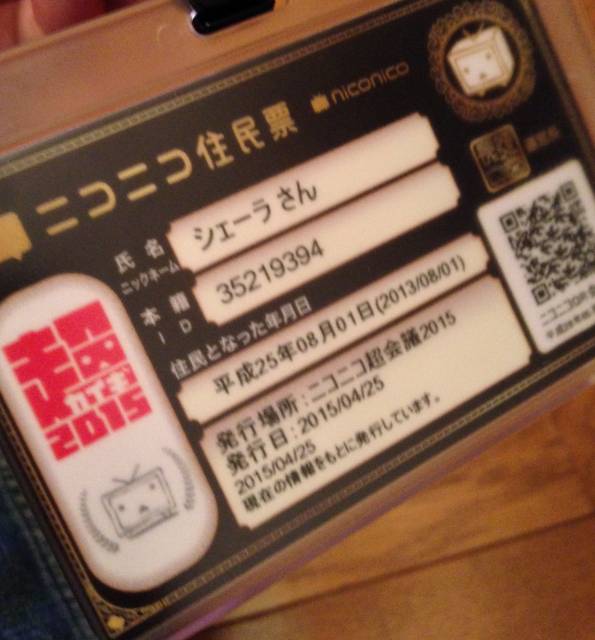 ニコニコ住民票
niconico
氏名
ニックネーム
シェーラ さん
本籍
ID
35219394
住民となった年月日
平成25年08月01日(2013/08/01)
発行場所:ニコニコ超会議2015
発行日:2015/04/25
2015/04/25
現在の情報をもとに発行しています。
超
カイギ
2015